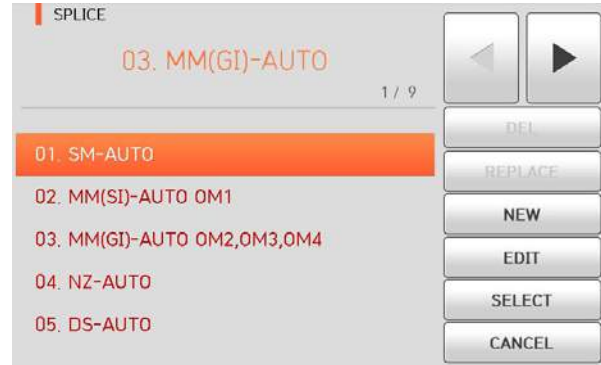 SPLICE
03. MM(GI)-AUTO
1 / 9
01. SM-AUTO
02. MM(SI)-AUTO OM1
03. MM(GI)-AUTO OM2,OM3,OM4
04. NZ-AUTO
05. DS-AUTO
DEL
REPLACE
NEW
EDIT
SELECT
CANCEL